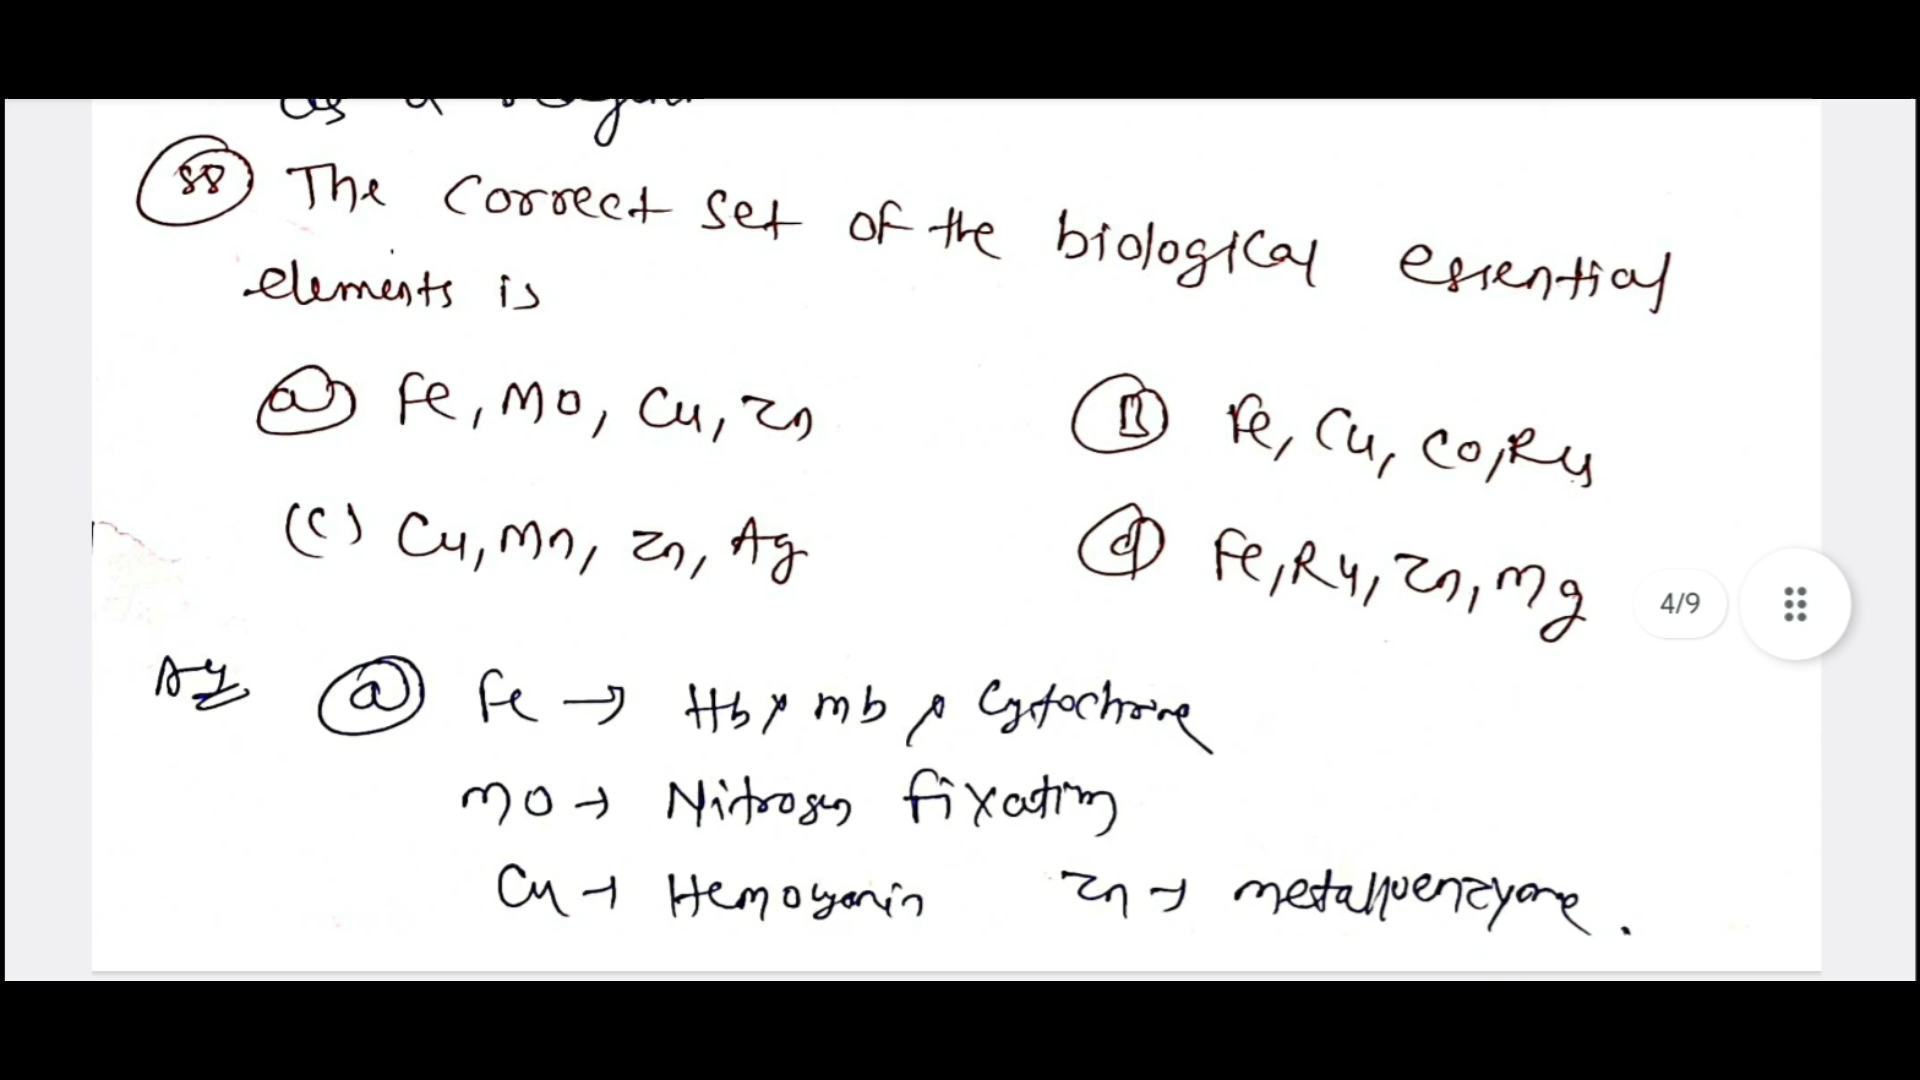 as a
88 The correct set of the biological essential
elements is
(a) Fe, Mo, Cu, Zn
(B) Fe, Cu, Co, Ru
(C) Cu, Mn, Zn, Ag
(d) Fe, Ru, Zn, Mg
4/9
(a) Fe → Hb, mb, Cytochrome
Mo → Nitrogen fixation
Cu → Hemocyanin Zn → metalloenzyme.